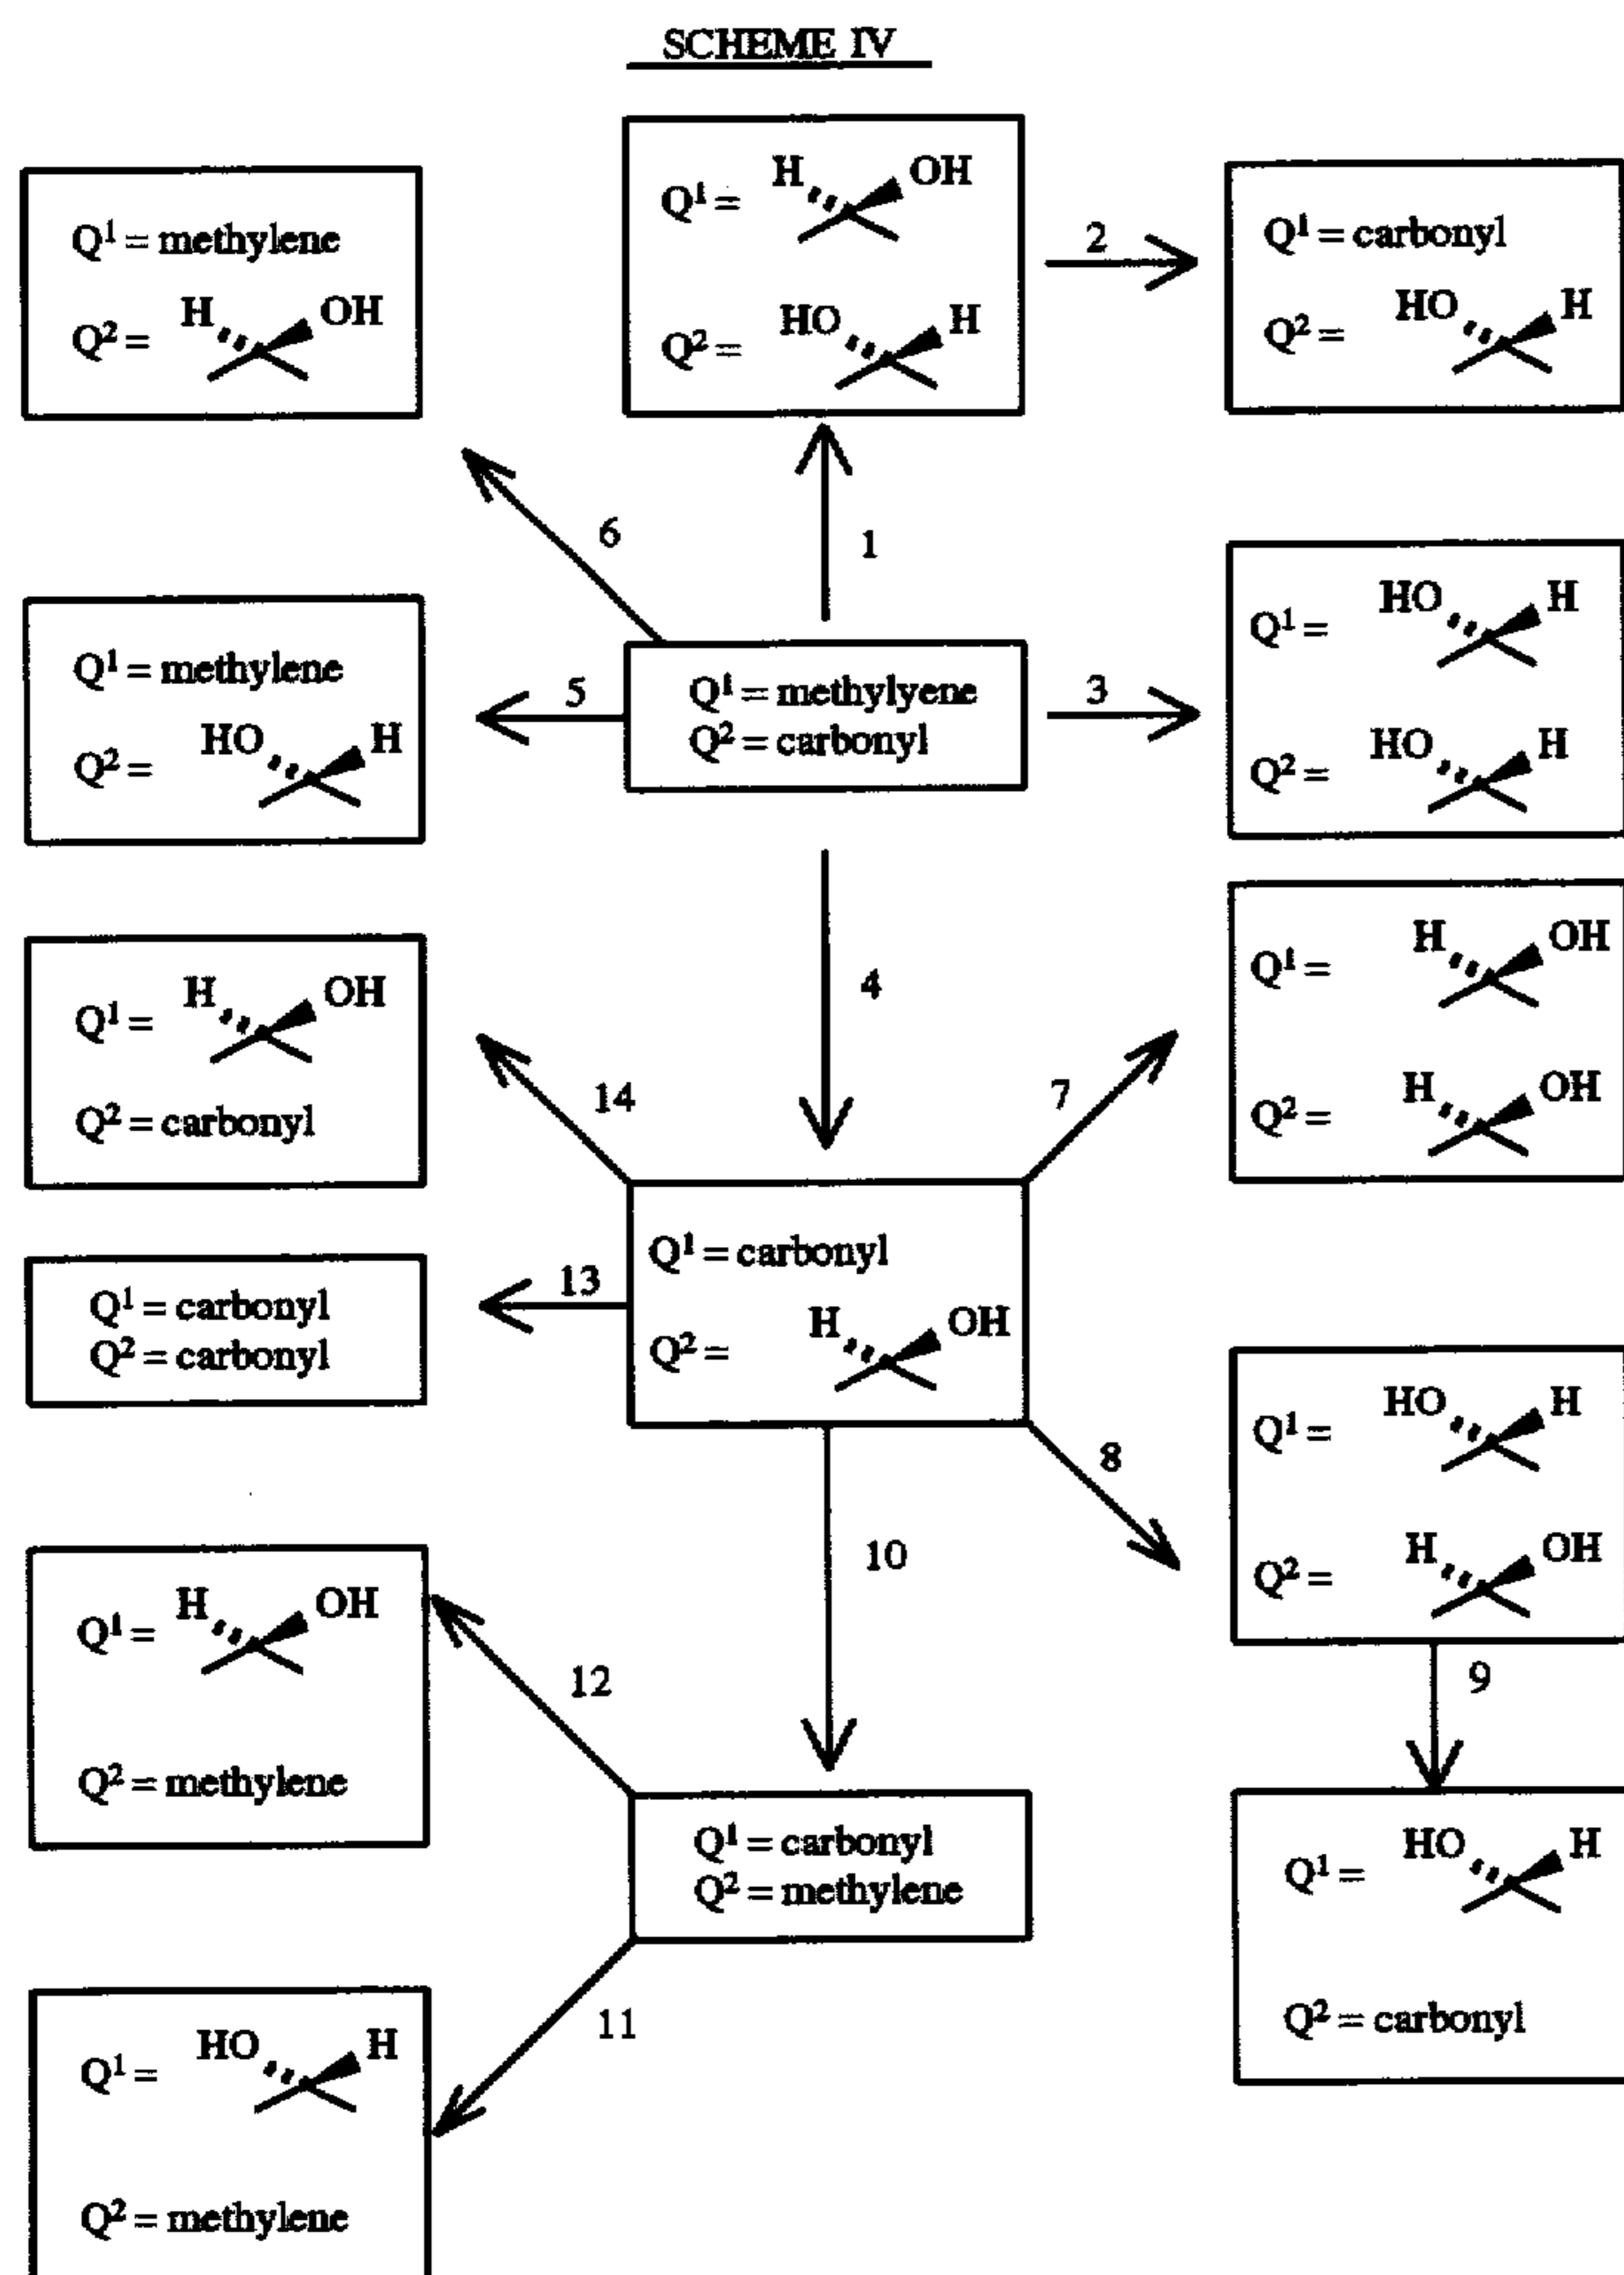 SCHEME IV
Q¹ = methylene
Q² = H OH
Q¹ = H OH
Q² = HO H
2
Q¹ = carbonyl
Q² = HO H
6
1
Q¹ = methylene
Q² = HO H
5
Q¹ = methylyene
Q² = carbonyl
3
Q¹ = HO H
Q² = HO H
4
Q¹ = H OH
Q² = carbonyl
14
7
Q¹ = H OH
Q² = H OH
Q¹ = carbonyl
Q² = carbonyl
13
Q¹ = carbonyl
Q² = H OH
8
Q¹ = HO H
Q² = H OH
10
9
Q¹ = H OH
Q² = methylene
12
Q¹ = carbonyl
Q² = methylene
Q¹ = HO H
Q² = carbonyl
11
Q¹ = HO H
Q² = methylene